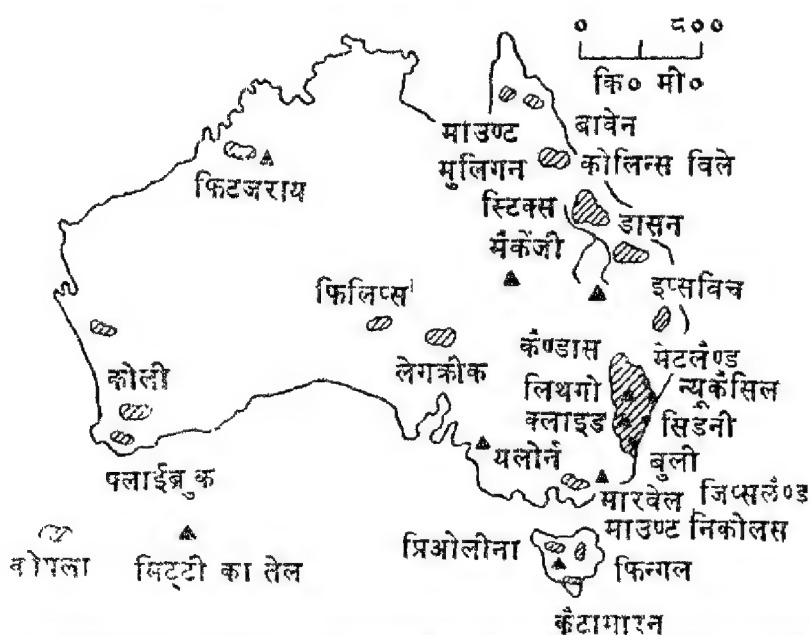 ० ८००
कि० मी०
माउण्ट बावेन
मुलिगन कोलिन्स विले
फिटजराय
स्टिक्स डासन
मैकेंजी
फिलिप्स इप्सविच
कैण्डास मेटलैण्ड
कोली लेगक्रीक लिथगो न्यूकैसिल
क्लाइड सिडनी
यलोर्न बुली
पलाईब्रुक
मारवेल जिप्सलैण्ड
माउण्ट निकोलस
प्रिओलीना फिन्गल
कोयला मिट्टी का तेल
कैटामारन